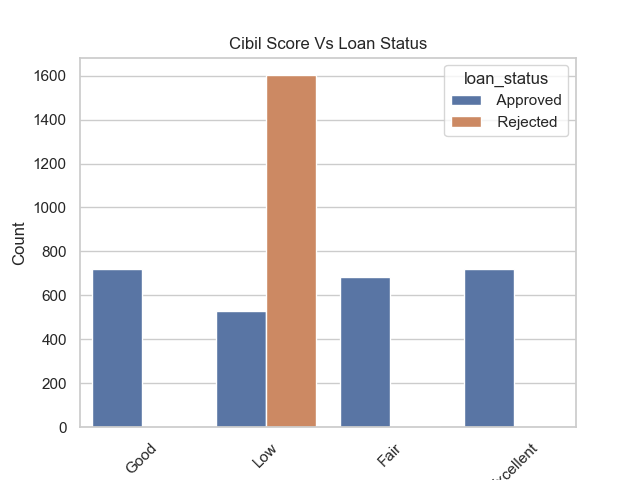 Cibil Score Vs Loan Status
loan_status
Approved
Rejected
Count
1600
1400
1200
1000
800
600
400
200
0
Good
Low
Fair
xcellent